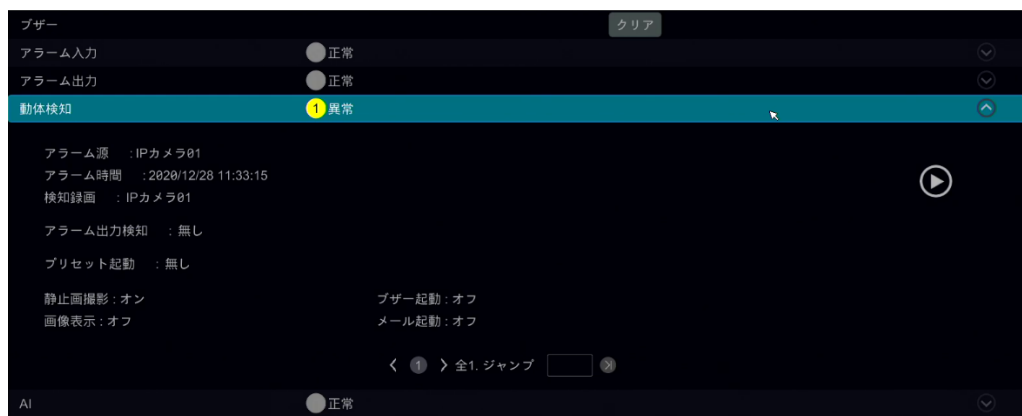 ブザー クリア
アラーム入力 正常
アラーム出力 正常
動体検知 1 異常
アラーム源 :IPカメラ01
アラーム時間 :2020/12/28 11:33:15
検知録画 :IPカメラ01
アラーム出力検知 :無し
プリセット起動 :無し
静止画撮影:オン ブザー起動:オフ
画像表示:オフ メール起動:オフ
1 全1. ジャンプ
AI 正常